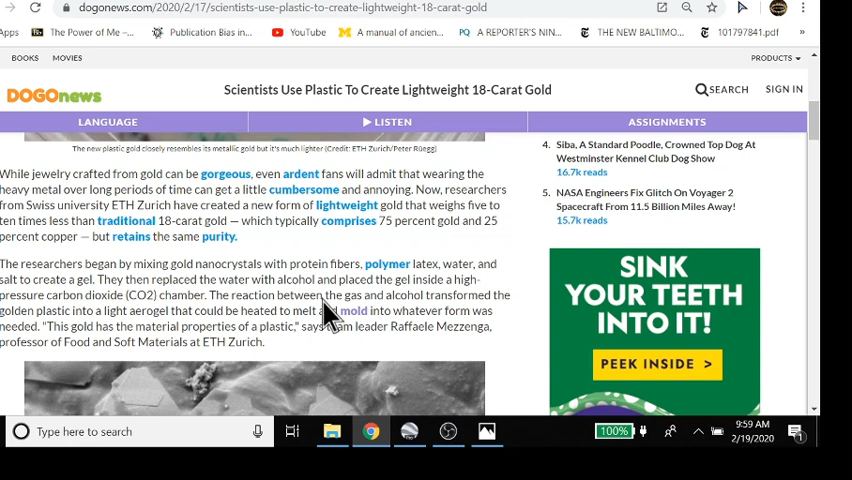 dogonews.com/2020/2/17/scientists-use-plastic-to-create-lightweight-18-carat-gold
Apps
The Power of Me –...
Publication Bias in...
YouTube
A manual of ancien...
A REPORTER'S NIN...
THE NEW BALTIMO...
101797841.pdf
»
BOOKS MOVIES
PRODUCTS
DOGOnews
Scientists Use Plastic To Create Lightweight 18-Carat Gold
SEARCH
SIGN IN
LANGUAGE
LISTEN
ASSIGNMENTS
The new plastic gold closely resembles its metallic gold but it's much lighter (Credit: ETH Zurich/Peter Rüegg)
While jewelry crafted from gold can be gorgeous, even ardent fans will admit that wearing the
heavy metal over long periods of time can get a little cumbersome and annoying. Now, researchers
from Swiss university ETH Zurich have created a new form of lightweight gold that weighs five to
ten times less than traditional 18-carat gold — which typically comprises 75 percent gold and 25
percent copper — but retains the same purity.
The researchers began by mixing gold nanocrystals with protein fibers, polymer latex, water, and
salt to create a gel. They then replaced the water with alcohol and placed the gel inside a high-
pressure carbon dioxide (CO2) chamber. The reaction between the gas and alcohol transformed the
golden plastic into a light aerogel that could be heated to melt and mold into whatever form was
needed. "This gold has the material properties of a plastic," says team leader Raffaele Mezzenga,
professor of Food and Soft Materials at ETH Zurich.
4. Siba, A Standard Poodle, Crowned Top Dog At
Westminster Kennel Club Dog Show
16.7k reads
5. NASA Engineers Fix Glitch On Voyager 2
Spacecraft From 11.5 Billion Miles Away!
15.7k reads
SINK
YOUR TEETH
INTO IT!
PEEK INSIDE >
Type here to search
100%
9:59 AM
2/19/2020
1